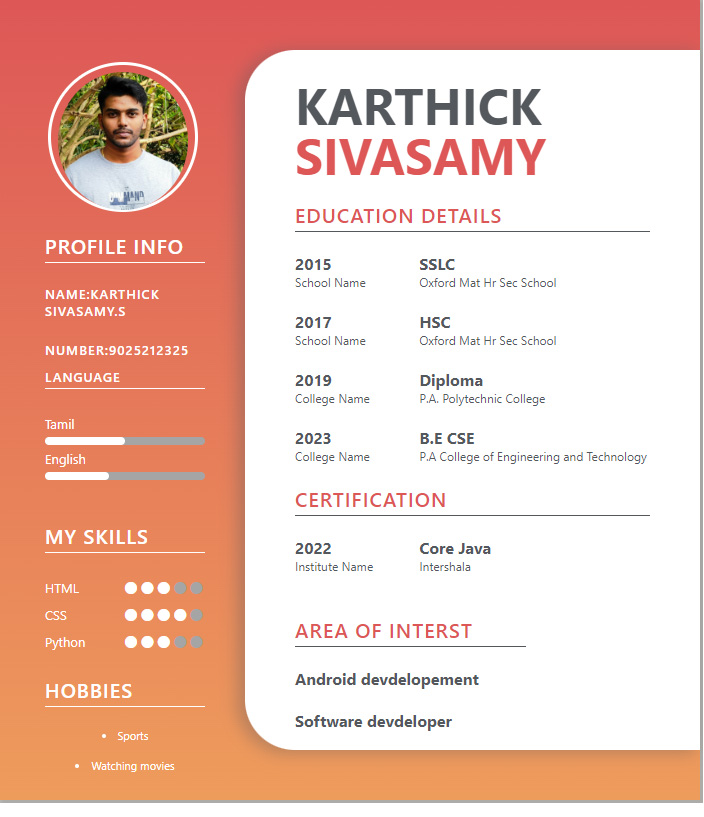 KARTHICK
SIVASAMY
PROFILE INFO
NAME:KARTHICK
SIVASAMY.S
NUMBER:9025212325
LANGUAGE
Tamil
English
MY SKILLS
HTML
CSS
Python
HOBBIES
Sports
Watching movies
EDUCATION DETAILS
2015 SSLC
School Name Oxford Mat Hr Sec School
2017 HSC
School Name Oxford Mat Hr Sec School
2019 Diploma
College Name P.A. Polytechnic College
2023 B.E CSE
College Name P.A College of Engineering and Technology
CERTIFICATION
2022 Core Java
Institute Name Intershala
AREA OF INTERST
Android devdelopement
Software devdeloper